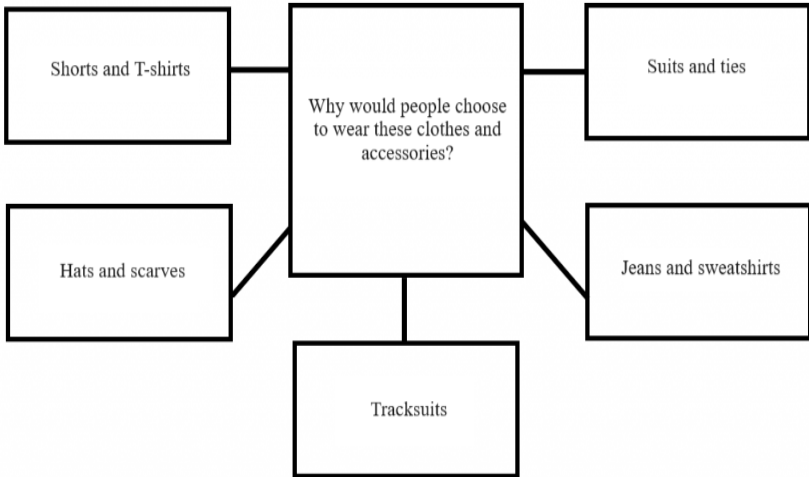 Shorts and T-shirts
Why would people choose
to wear these clothes and
accessories?
Suits and ties
Hats and scarves
Jeans and sweatshirts
Tracksuits